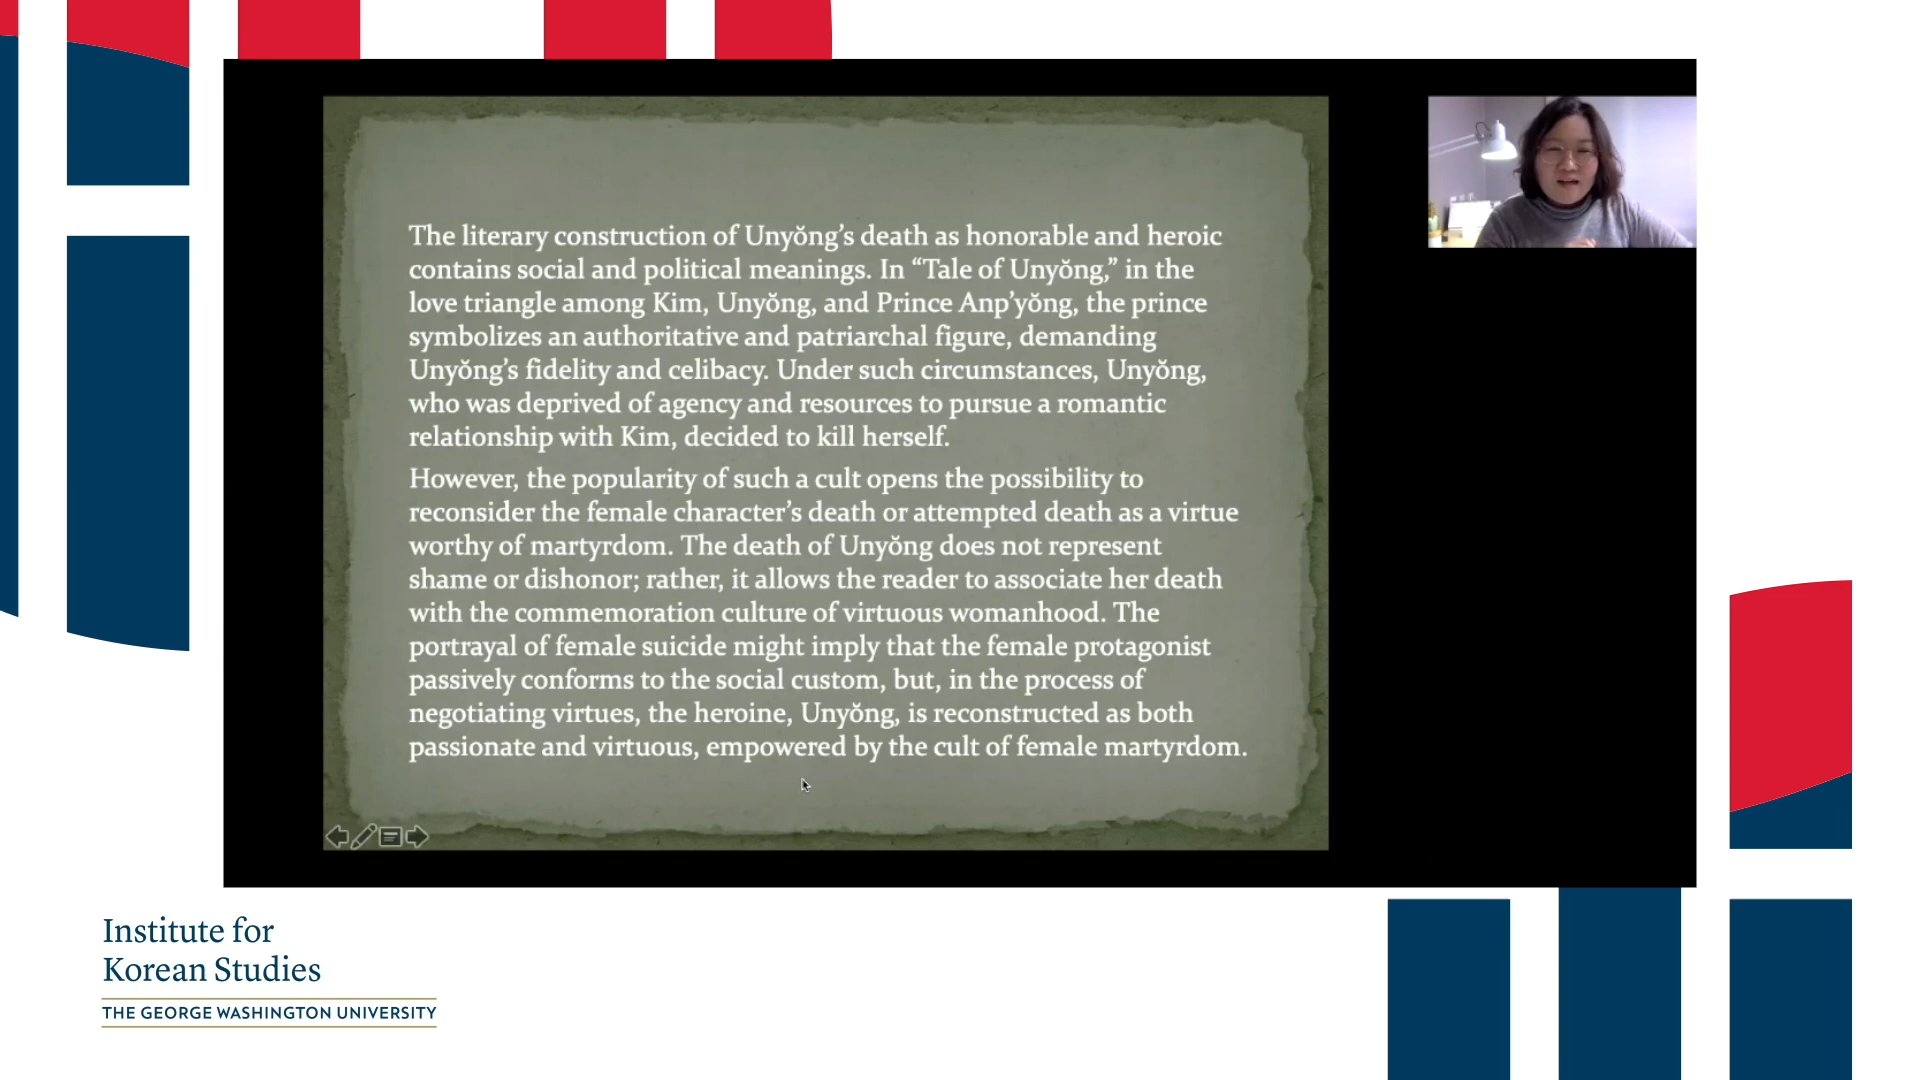 The literary construction of Unyŏng’s death as honorable and heroic
contains social and political meanings. In “Tale of Unyŏng,” in the
love triangle among Kim, Unyŏng, and Prince Anp’yŏng, the prince
symbolizes an authoritative and patriarchal figure, demanding
Unyŏng’s fidelity and celibacy. Under such circumstances, Unyŏng,
who was deprived of agency and resources to pursue a romantic
relationship with Kim, decided to kill herself.
However, the popularity of such a cult opens the possibility to
reconsider the female character’s death or attempted death as a virtue
worthy of martyrdom. The death of Unyŏng does not represent
shame or dishonor; rather, it allows the reader to associate her death
with the commemoration culture of virtuous womanhood. The
portrayal of female suicide might imply that the female protagonist
passively conforms to the social custom, but, in the process of
negotiating virtues, the heroine, Unyŏng, is reconstructed as both
passionate and virtuous, empowered by the cult of female martyrdom.
Institute for
Korean Studies
THE GEORGE WASHINGTON UNIVERSITY